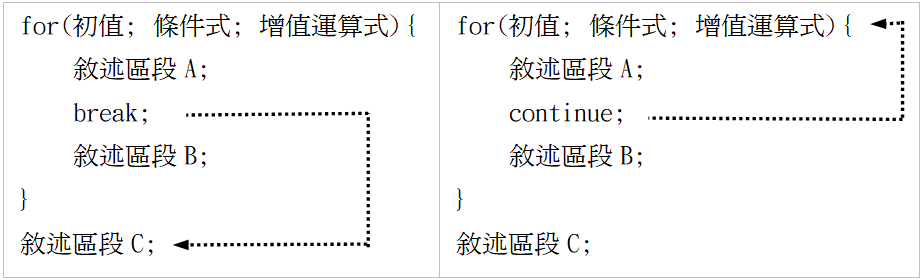 for(初值; 條件式; 增值運算式){
敘述區段 A;
break;
敘述區段 B;
}
敘述區段 C;
for(初值; 條件式; 增值運算式){
敘述區段 A;
continue;
敘述區段 B;
}
敘述區段 C;